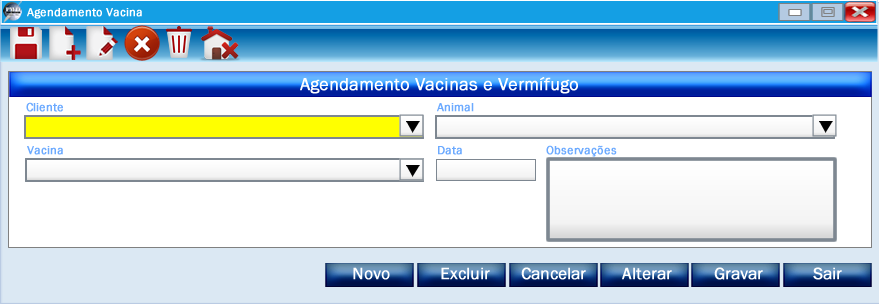 Agendamento Vacina
Agendamento Vacinas e Vermífugo
Cliente
Animal
Vacina
Data
Observações
Novo
Excluir
Cancelar
Alterar
Gravar
Sair